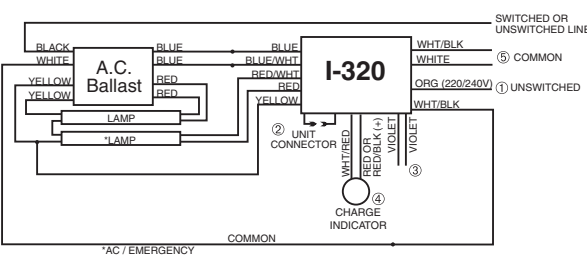 SWITCHED OR
UNSWITCHED LINE
BLACK
WHITE
YELLOW
YELLOW
A.C.
Ballast
BLUE
BLUE
RED
RED
BLUE
BLUE/WHT
RED/WHT
RED
YELLOW
I-320
WHT/BLK
WHITE
⑤ COMMON
ORG (220/240V)
① UNSWITCHED
WHT/BLK
LAMP
*LAMP
② UNIT
CONNECTOR
WHT/RED
RED OR
RED/BLK (+)
VIOLET
VIOLET
③
④
CHARGE
INDICATOR
COMMON
*AC / EMERGENCY